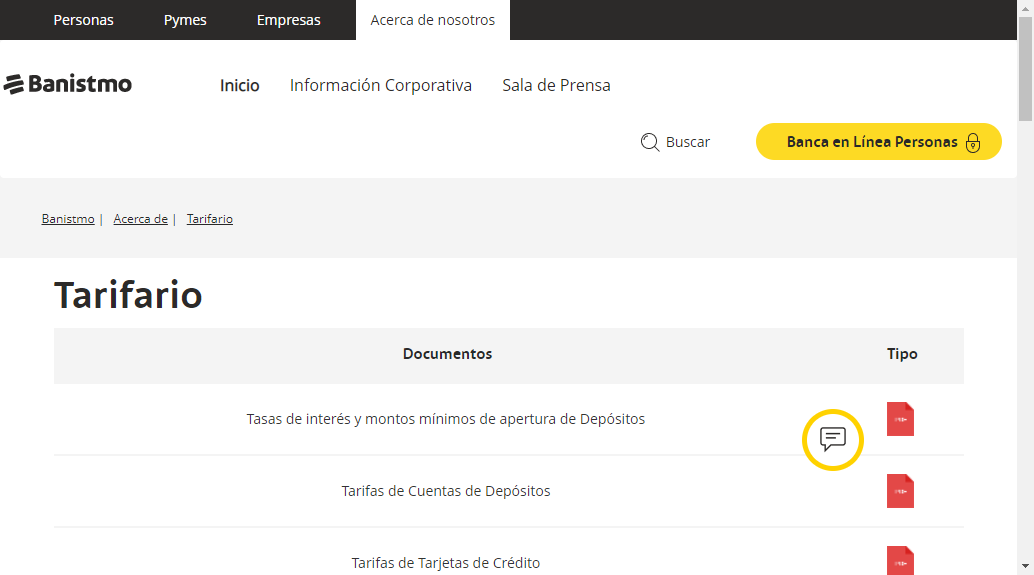 Personas Pymes Empresas Acerca de nosotros
Banistmo Inicio Información Corporativa Sala de Prensa
Buscar Banca en Línea Personas
Banistmo | Acerca de | Tarifario
Tarifario
Documentos Tipo
Tasas de interés y montos mínimos de apertura de Depósitos
Tarifas de Cuentas de Depósitos
Tarifas de Tarjetas de Crédito